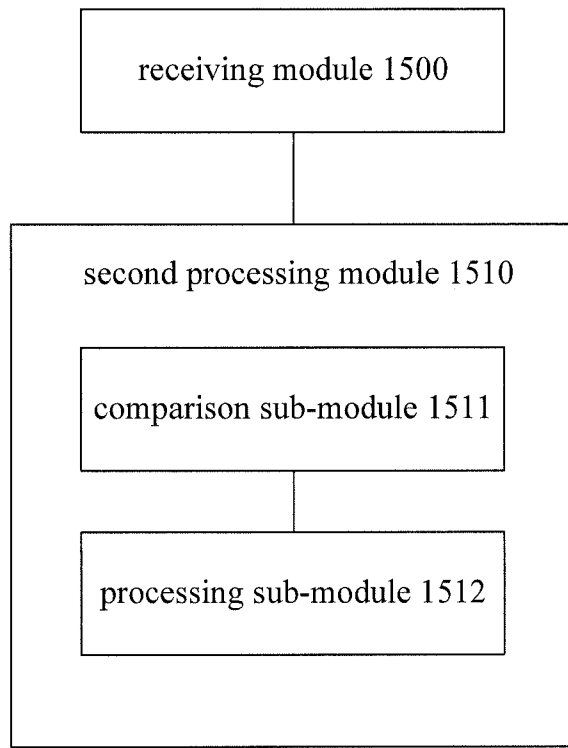 receiving module 1500
second processing module 1510
comparison sub-module 1511
processing sub-module 1512